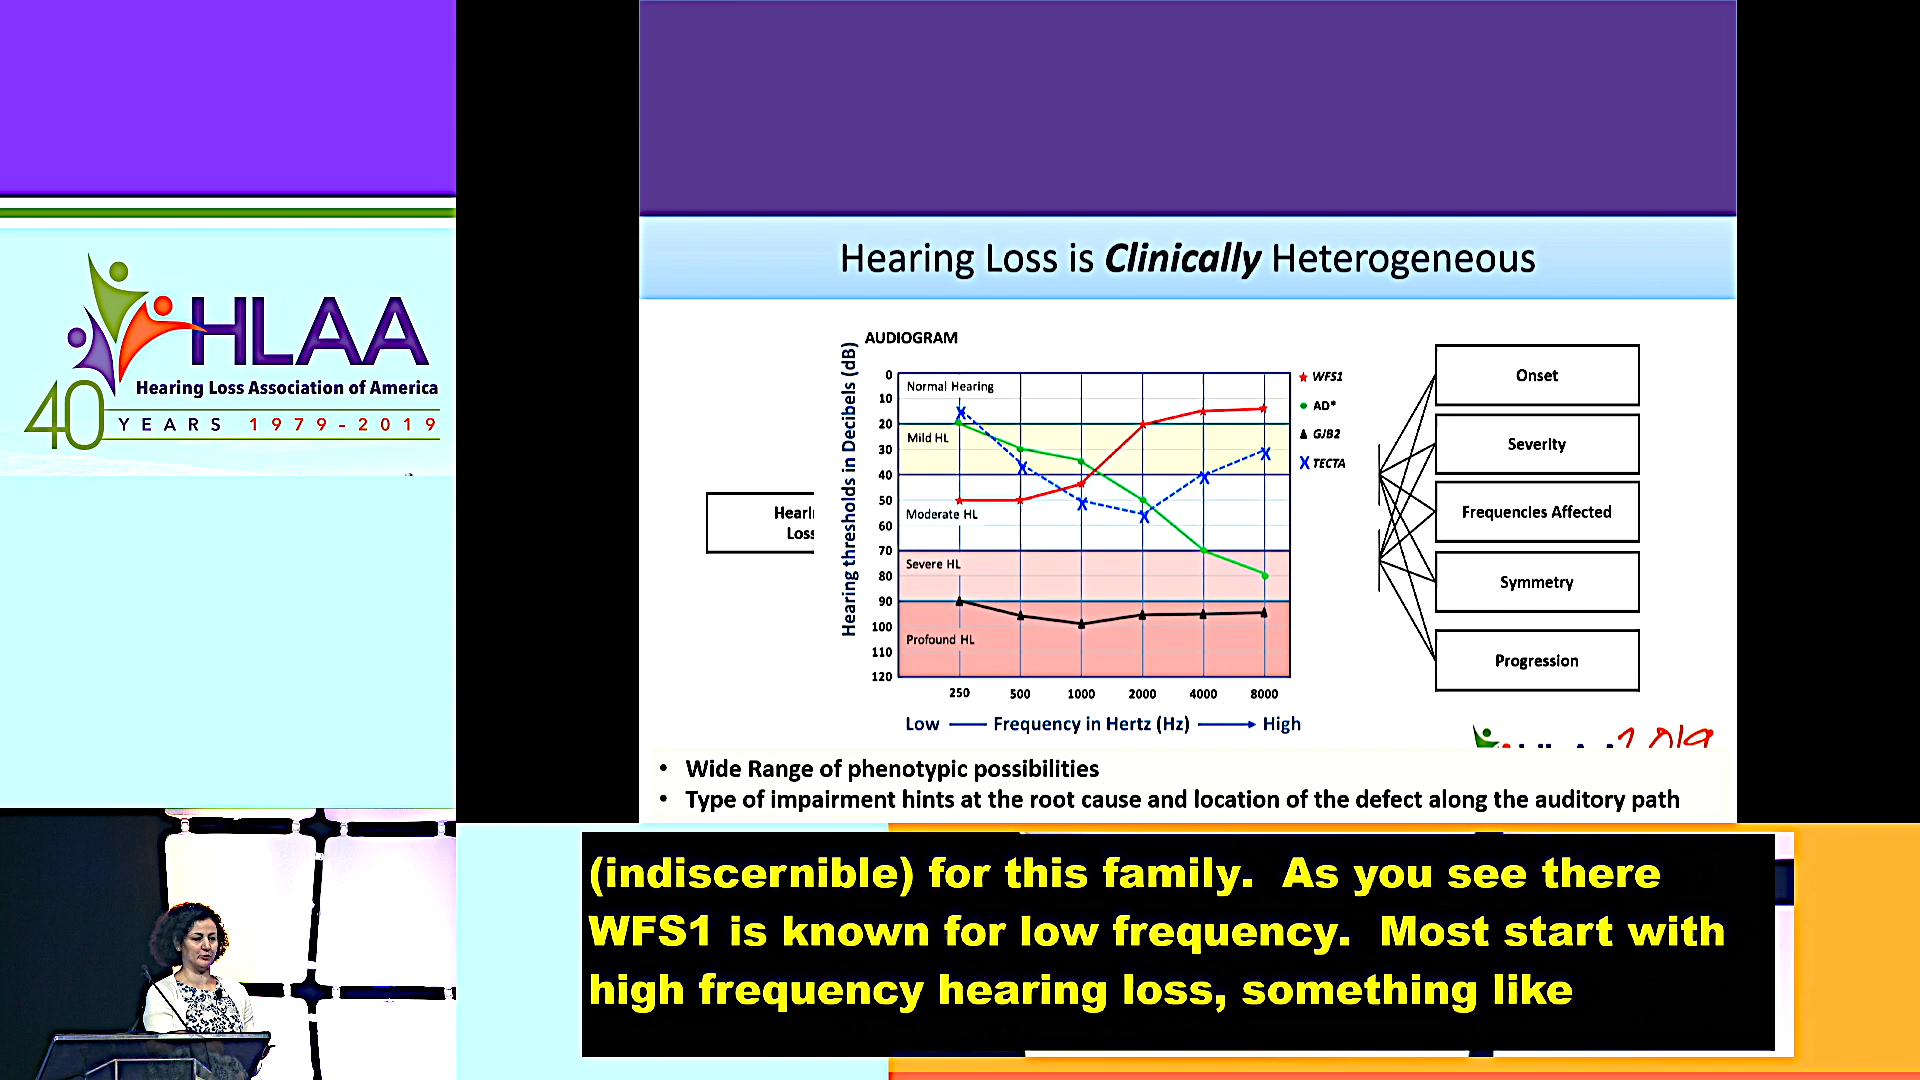 HLAA
Hearing Loss Association of America
40
YEARS 1979-2019
Hearing Loss is Clinically Heterogeneous
AUDIOGRAM
Hearing thresholds in Decibels (dB)
0
10
20
30
40
50
60
70
80
90
100
110
120
Normal Hearing
Mild HL
Moderate HL
Severe HL
Profound HL
250 500 1000 2000 4000 8000
Low Frequency in Hertz (Hz) High
WFS1
AD*
GJB2
TECTA
Loss
Onset
Severity
Frequencies Affected
Symmetry
Progression
• Wide Range of phenotypic possibilities
• Type of impairment hints at the root cause and location of the defect along the auditory path
(indiscernible) for this family. As you see there
WFS1 is known for low frequency. Most start with
high frequency hearing loss, something like